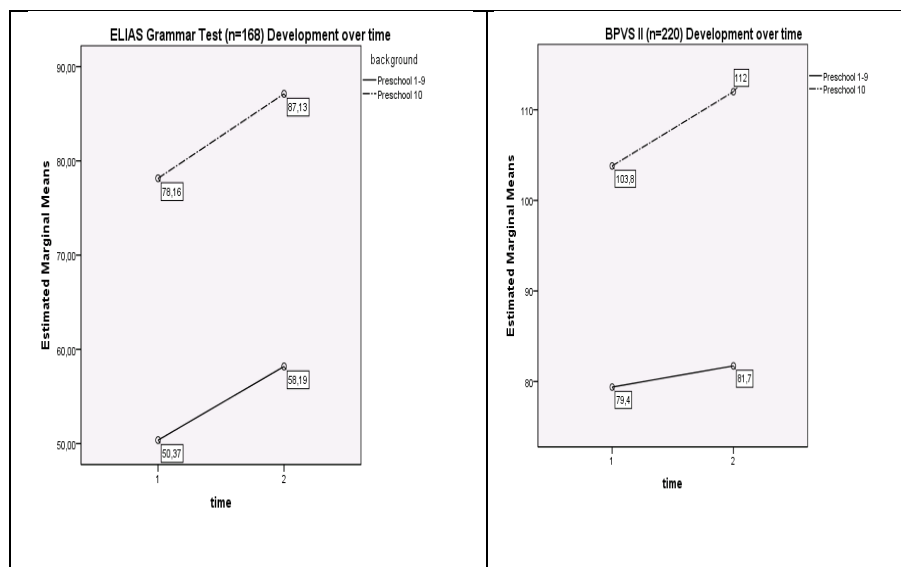 ELIAS Grammar Test (n=168) Development over time
background
Preschool 1-9
Preschool 10
Estimated Marginal Means
90,00
80,00
70,00
60,00
50,00
87,13
78,16
58,19
50,37
1
2
time
BPVS II (n=220) Development over time
Preschool 1-9
Preschool 10
Estimated Marginal Means
110
100
90
80
112
103,8
81,7
79,4
1
2
time